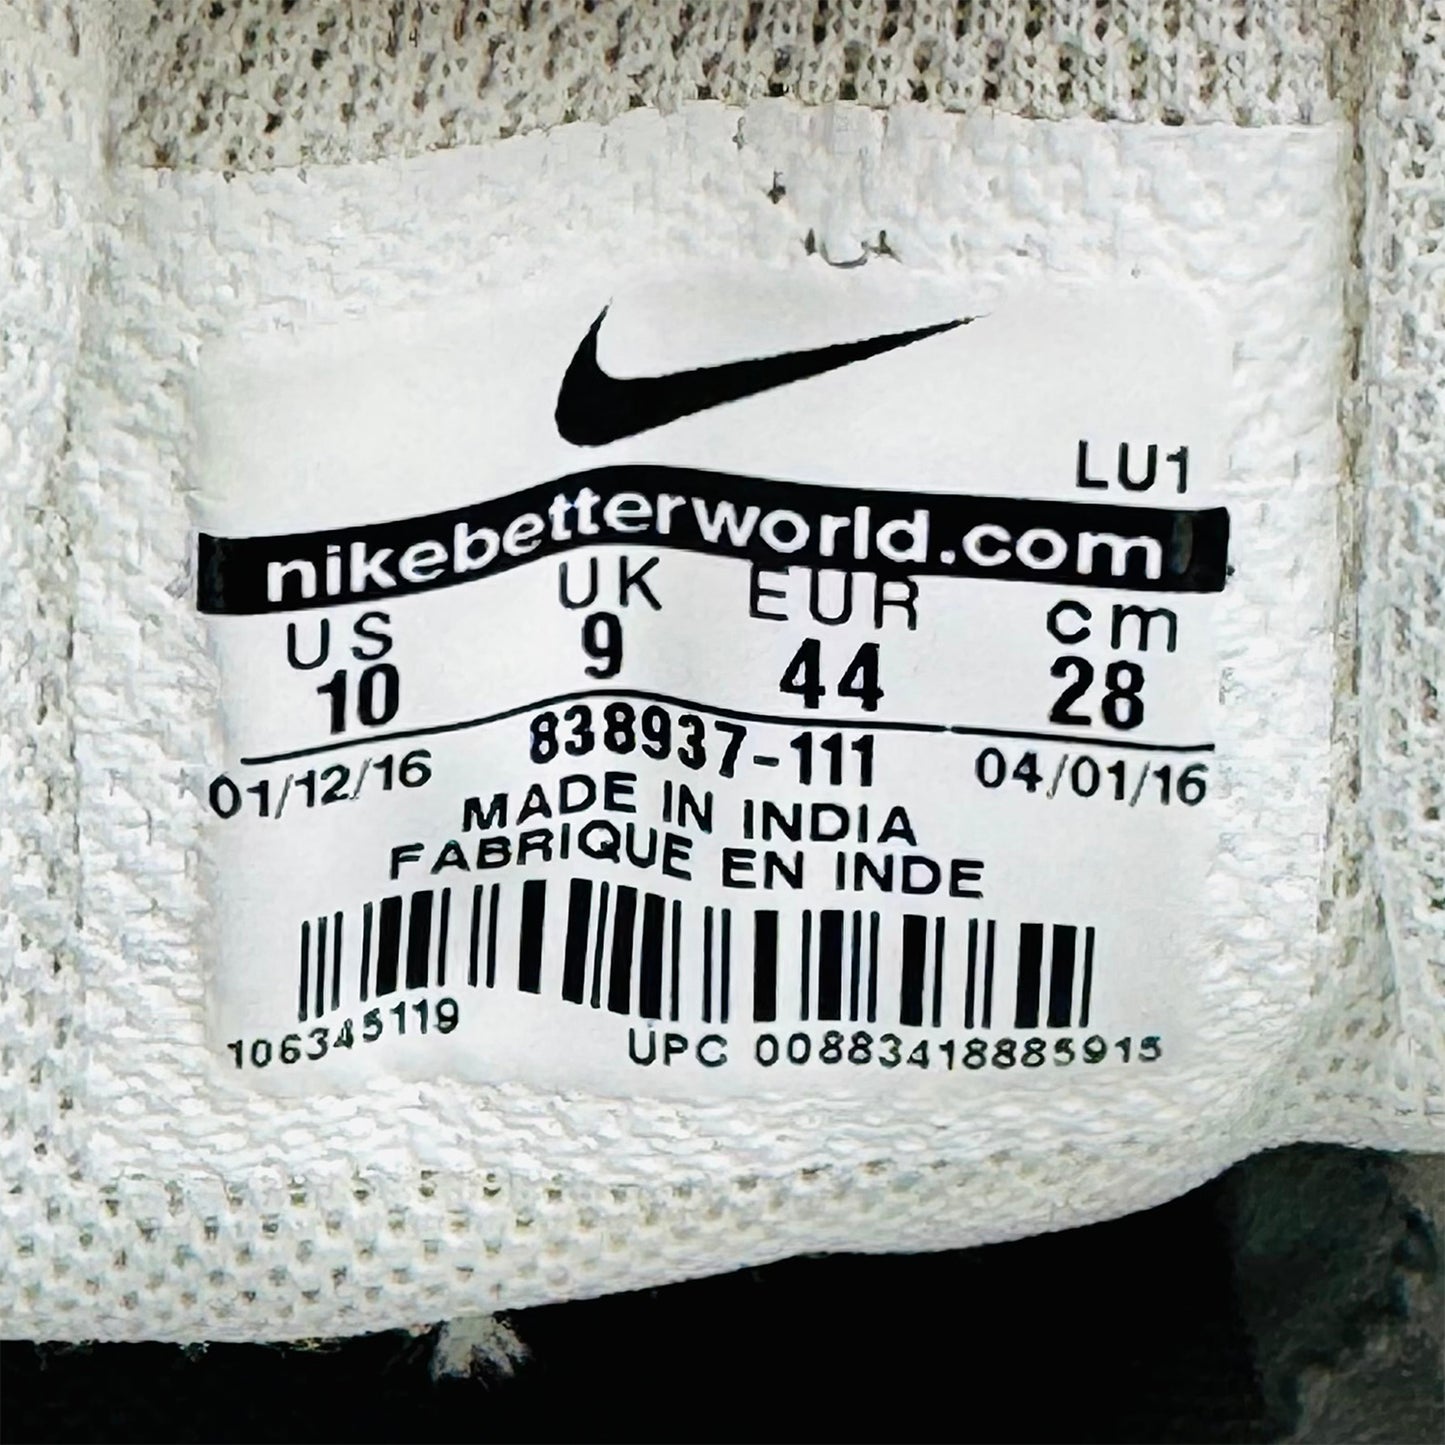 LU1
nikebetterworld.com
US UK EUR cm
10 9 44 28
01/12/16 838937-111 04/01/16
MADE IN INDIA
FABRIQUE EN INDE
106345119 UPC 00883418885915